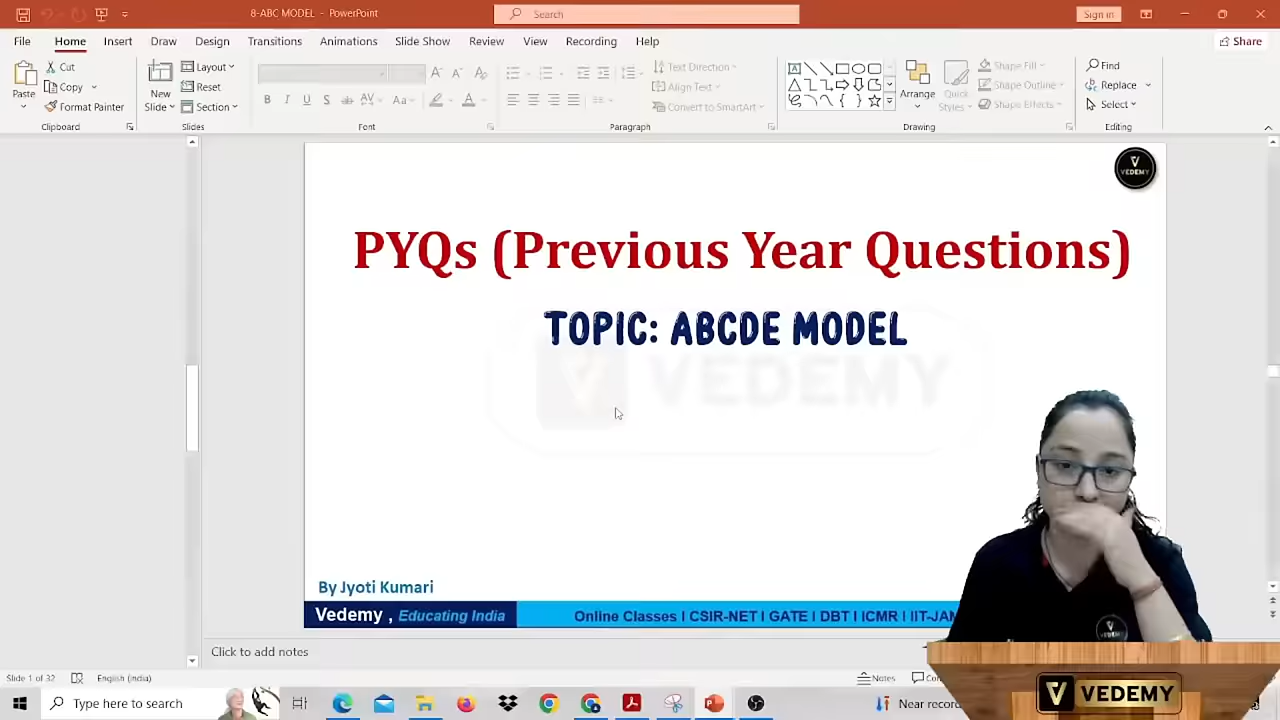 8-ABC MODEL - PowerPoint
Search
Sign in
File Home Insert Draw Design Transitions Animations Slide Show Review View Recording Help
Share
Paste
Cut
Copy
Format Painter
Clipboard
New
Slide
Layout
Reset
Section
Slides
Font
Text Direction
Align Text
Convert to SmartArt
Paragraph
Arrange
Quick
Styles
Shape Fill
Shape Outline
Shape Effects
Drawing
Find
Replace
Select
Editing
VEDEMY
PYQs (Previous Year Questions)
TOPIC: ABCDE MODEL
VEDEMY
By Jyoti Kumari
Vedemy , Educating India
Online Classes I CSIR-NET I GATE I DBT I ICMR I IIT-JAM
Click to add notes
Slide 1 of 32
English (India)
Notes
Type here to search
Near record
VEDEMY